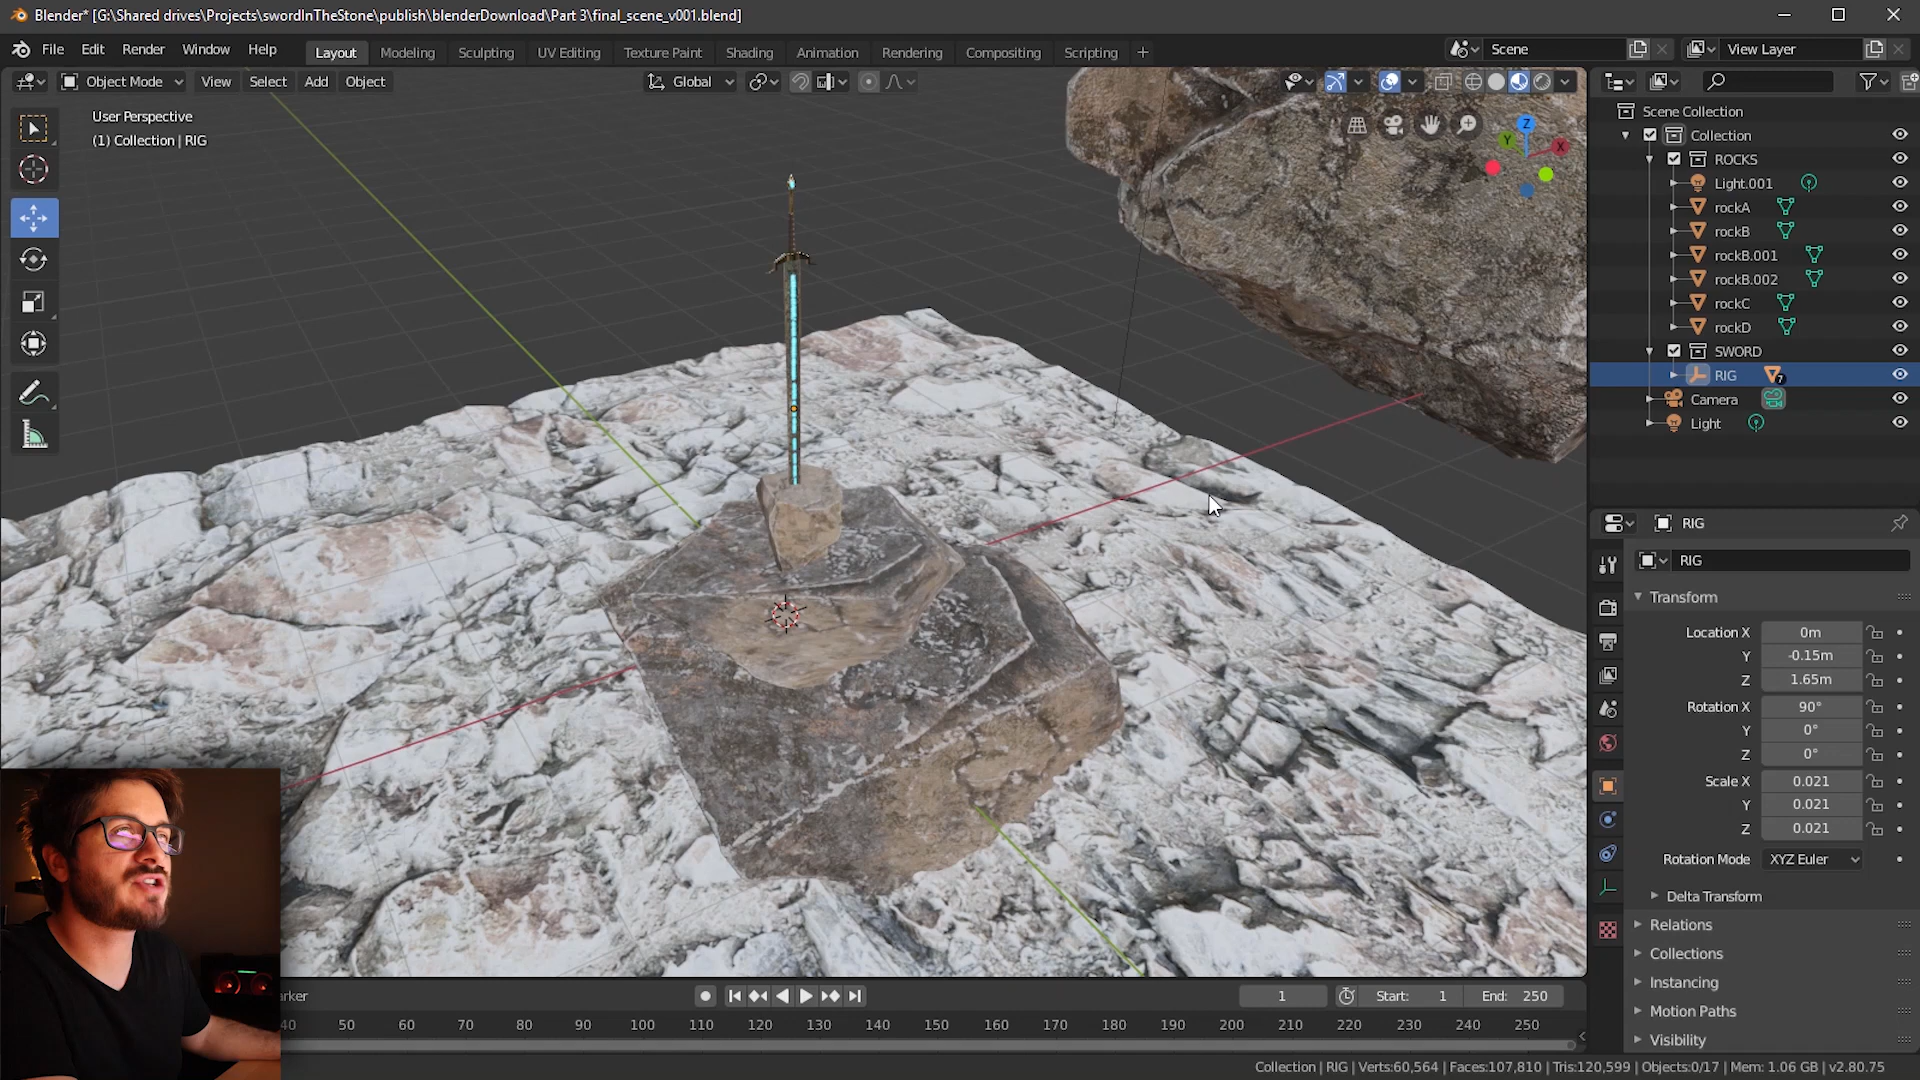 Blender* [G:\Shared drives\Projects\swordInTheStone\publish\blenderDownload\Part 3\final_scene_v001.blend]
File Edit Render Window Help Layout Modeling Sculpting UV Editing Texture Paint Shading Animation Rendering Compositing Scripting + Scene View Layer
Object Mode View Select Add Object Global
User Perspective
(1) Collection | RIG
Z
Y
X
Scene Collection
Collection
ROCKS
Light.001
rockA
rockB
rockB.001
rockB.002
rockC
rockD
SWORD
RIG 7
Camera
Light
RIG
RIG
Transform
Location X 0m
Y -0.15m
Z 1.65m
Rotation X 90°
Y 0°
Z 0°
Scale X 0.021
Y 0.021
Z 0.021
Rotation Mode XYZ Euler
Delta Transform
Relations
Collections
Instancing
Motion Paths
Visibility
arker 1 Start: 1 End: 250
40 50 60 70 80 90 100 110 120 130 140 150 160 170 180 190 200 210 220 230 240 250
Collection | RIG | Verts:60,564 | Faces:107,810 | Tris:120,599 | Objects:0/17 | Mem: 1.06 GB | v2.80.75